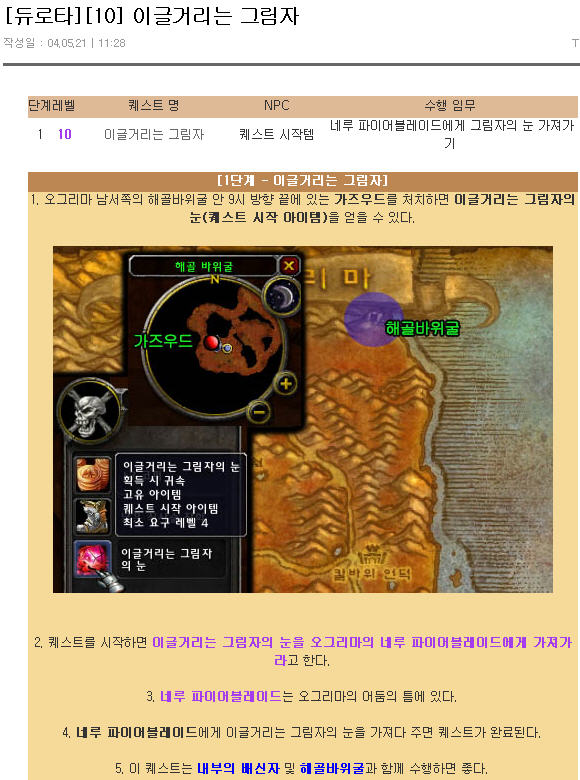 [듀로타][10] 이글거리는 그림자
작성일 : 04.05.21 | 11:28
T
단계레벨 퀘스트 명 NPC 수행 임무
1 10 이글거리는 그림자 퀘스트 시작템 네루 파이어블레이드에게 그림자의 눈 가져가
기
[1단계 - 이글거리는 그림자]
1. 오그리마 남서쪽의 해골바위굴 안 9시 방향 끝에 있는 가즈우드를 처치하면 이글거리는 그림자의
눈(퀘스트 시작 아이템)을 얻을 수 있다.
해골 바위굴
N
리 마
해골바위굴
가즈우드
이글거리는 그림자의 눈
획득 시 귀속
고유 아이템
퀘스트 시작 아이템
최소 요구 레벨 4
이글거리는 그림자
의 눈
칼바위 언덕
2. 퀘스트를 시작하면 이글거리는 그림자의 눈을 오그리마의 네루 파이어블레이드에게 가져가
라고 한다.
3. 네루 파이어블레이드는 오그리마의 어둠의 틈에 있다.
4. 네루 파이어블레이드에게 이글거리는 그림자의 눈을 가져다 주면 퀘스트가 완료된다.
5. 이 퀘스트는 내부의 배신자 및 해골바위굴과 함께 수행하면 좋다.